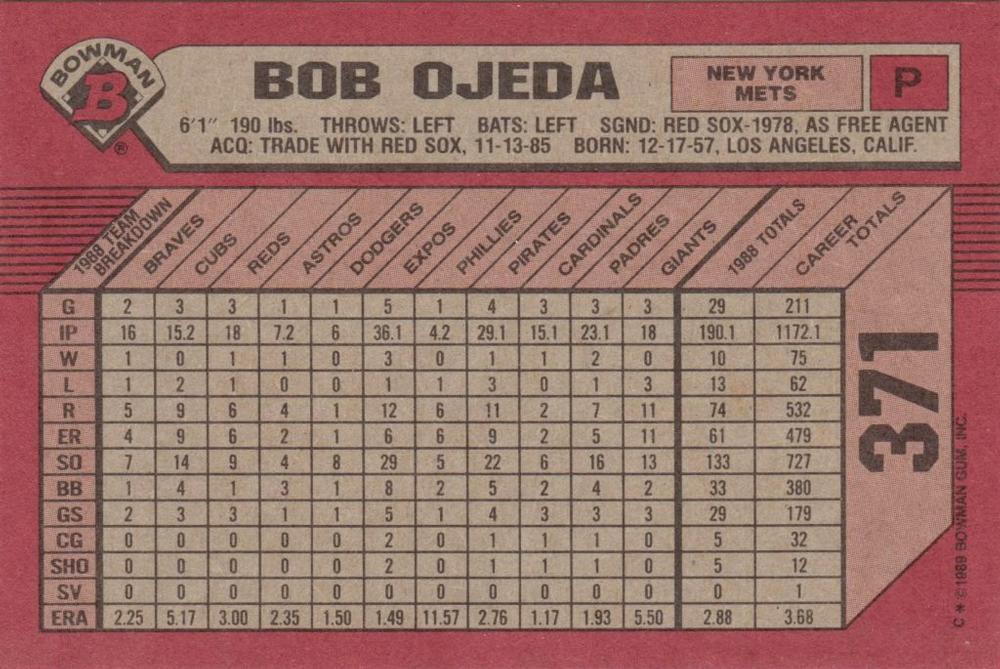 BOWMAN
B
®
BOB OJEDA
NEW YORK
METS
P
6'1" 190 lbs. THROWS: LEFT BATS: LEFT SGND: RED SOX-1978, AS FREE AGENT
ACQ: TRADE WITH RED SOX, 11-13-85 BORN: 12-17-57, LOS ANGELES, CALIF.
1988 TEAM BREAKDOWN BRAVES CUBS REDS ASTROS DODGERS EXPOS PHILLIES PIRATES CARDINALS PADRES GIANTS 1988 TOTALS CAREER TOTALS
G 2 3 3 1 1 5 1 4 3 3 3 29 211
IP 16 15.2 18 7.2 6 36.1 4.2 29.1 15.1 23.1 18 190.1 1172.1
W 1 0 1 1 0 3 0 1 1 2 0 10 75
L 1 2 1 0 0 1 1 3 0 1 3 13 62
R 5 9 6 4 1 12 6 11 2 7 11 74 532
ER 4 9 6 2 1 6 6 9 2 5 11 61 479
SO 7 14 9 4 8 29 5 22 6 16 13 133 727
BB 1 4 1 3 1 8 2 5 2 4 2 33 380
GS 2 3 3 1 1 5 1 4 3 3 3 29 179
CG 0 0 0 0 0 2 0 1 1 1 0 5 32
SHO 0 0 0 0 0 2 0 1 1 1 0 5 12
SV 0 0 0 0 0 0 0 0 0 0 0 0 1
ERA 2.25 5.17 3.00 2.35 1.50 1.49 11.57 2.76 1.17 1.93 5.50 2.88 3.68
371
C * © 1989 BOWMAN GUM, INC.